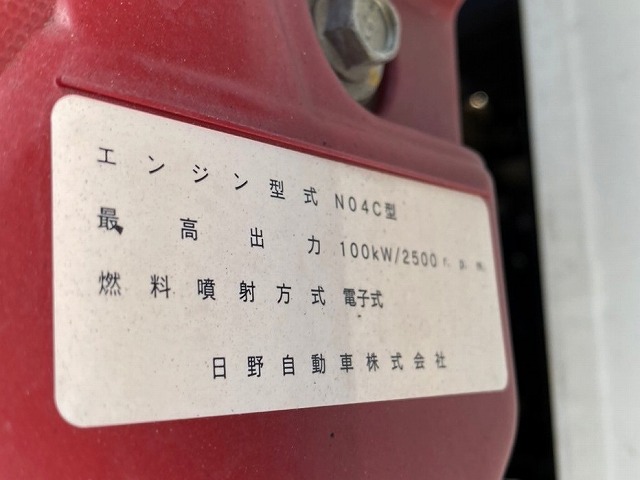 エンジン型式 N04C型
最高出力 100kW/2500 r.p.m.
燃料噴射方式 電子式
日野自動車株式会社